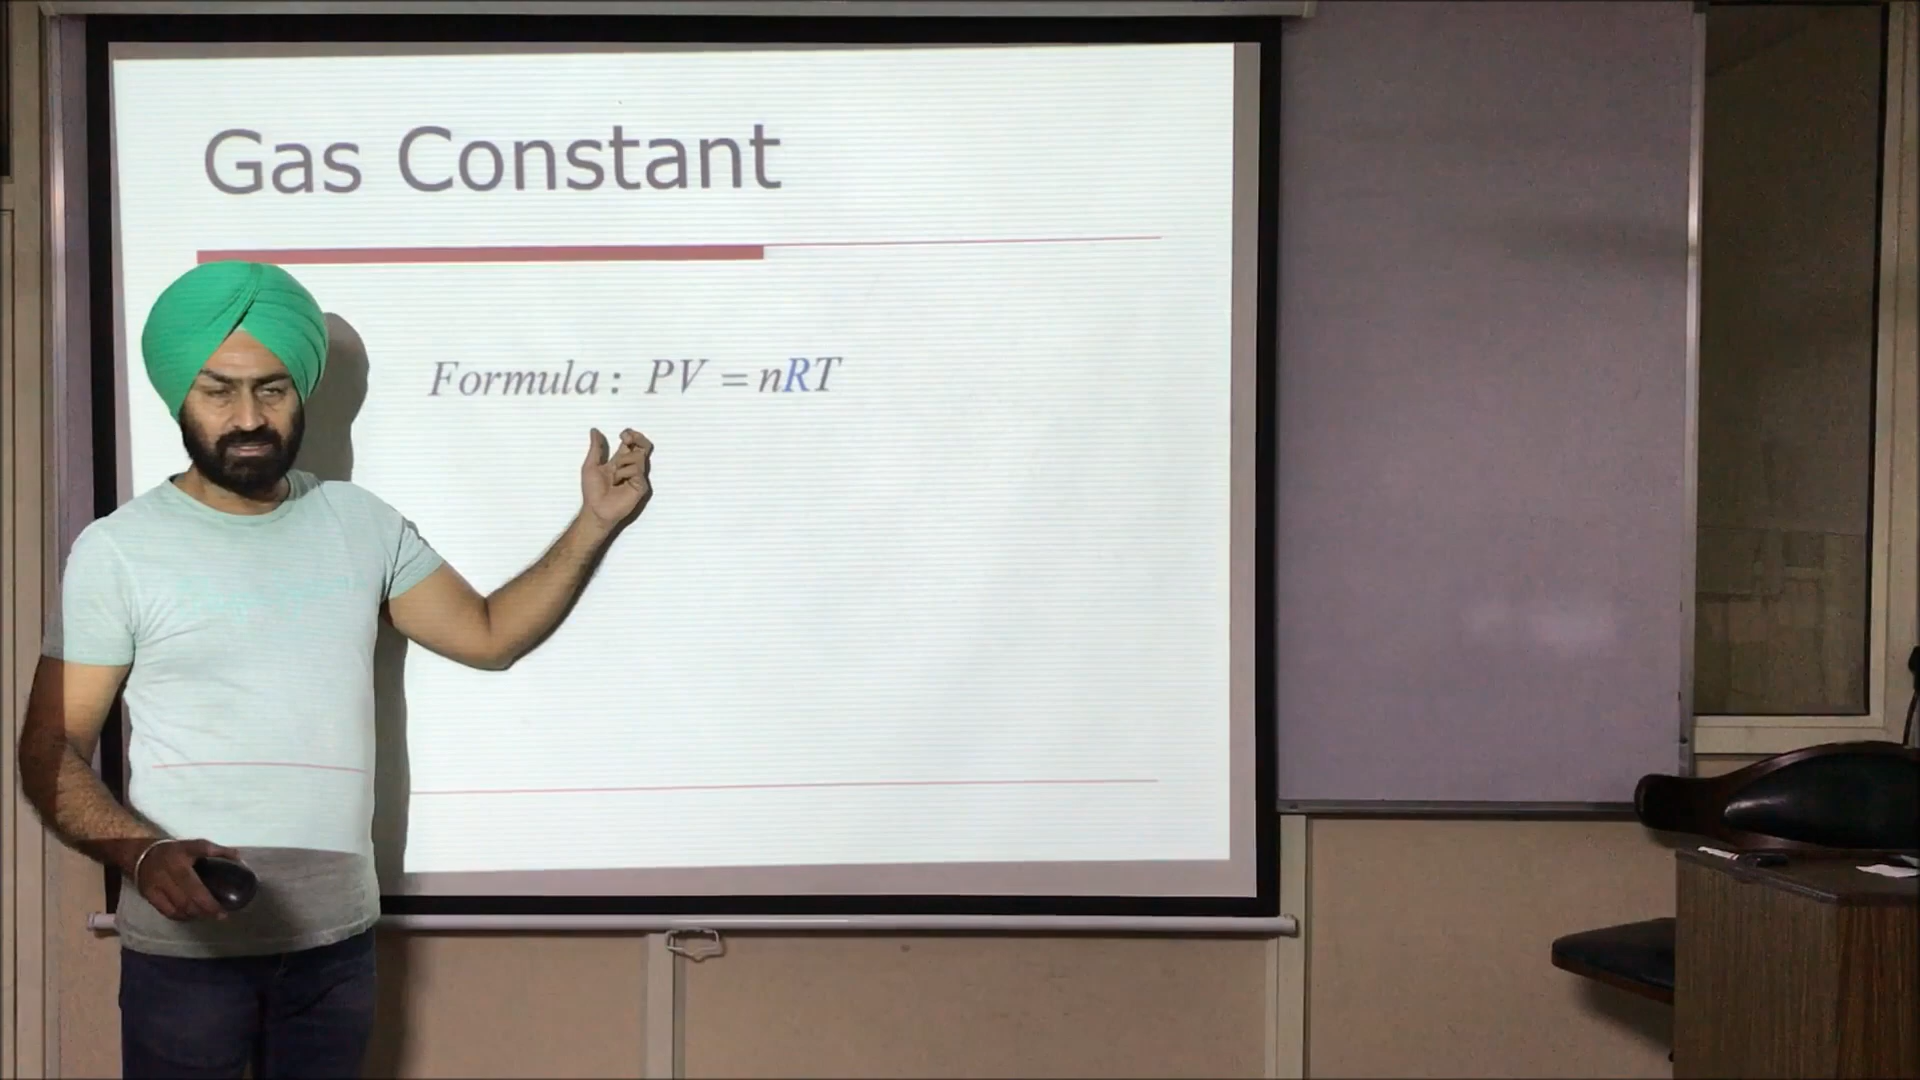 Gas Constant
Formula : PV = nRT